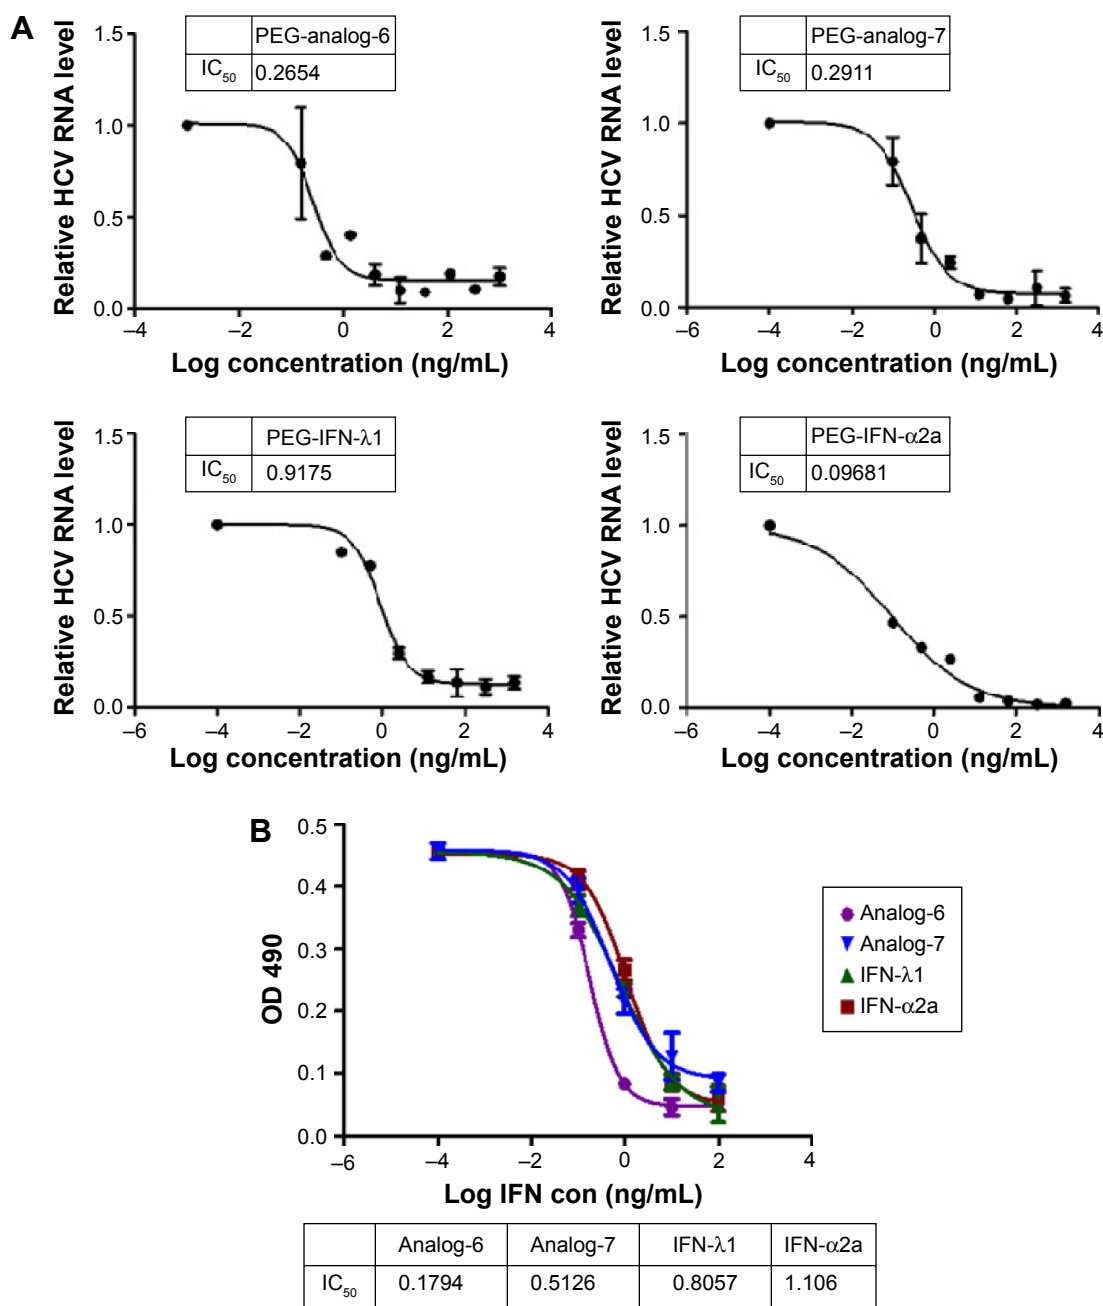 A
PEG-analog-6
IC50 0.2654
Relative HCV RNA level
1.5
1.0
0.5
0.0
–2 0 2 4
–4
Log concentration (ng/mL)
PEG-analog-7
IC50 0.2911
Relative HCV RNA level
1.5
1.0
0.5
0.0
–6 –4 –2 0 2 4
Log concentration (ng/mL)
PEG-IFN-λ1
IC50 0.9175
Relative HCV RNA level
1.5
1.0
0.5
0.0
–6 –4 –2 0 2 4
Log concentration (ng/mL)
PEG-IFN-α2a
IC50 0.09681
Relative HCV RNA level
1.5
1.0
0.5
0.0
–6 –4 –2 0 2 4
Log concentration (ng/mL)
B
OD 490
0.5
0.4
0.3
0.2
0.1
0.0
–6 –4 –2 0 2 4
Log IFN con (ng/mL)
Analog-6
Analog-7
IFN-λ1
IFN-α2a
Analog-6 Analog-7 IFN-λ1 IFN-α2a
IC50 0.1794 0.5126 0.8057 1.106